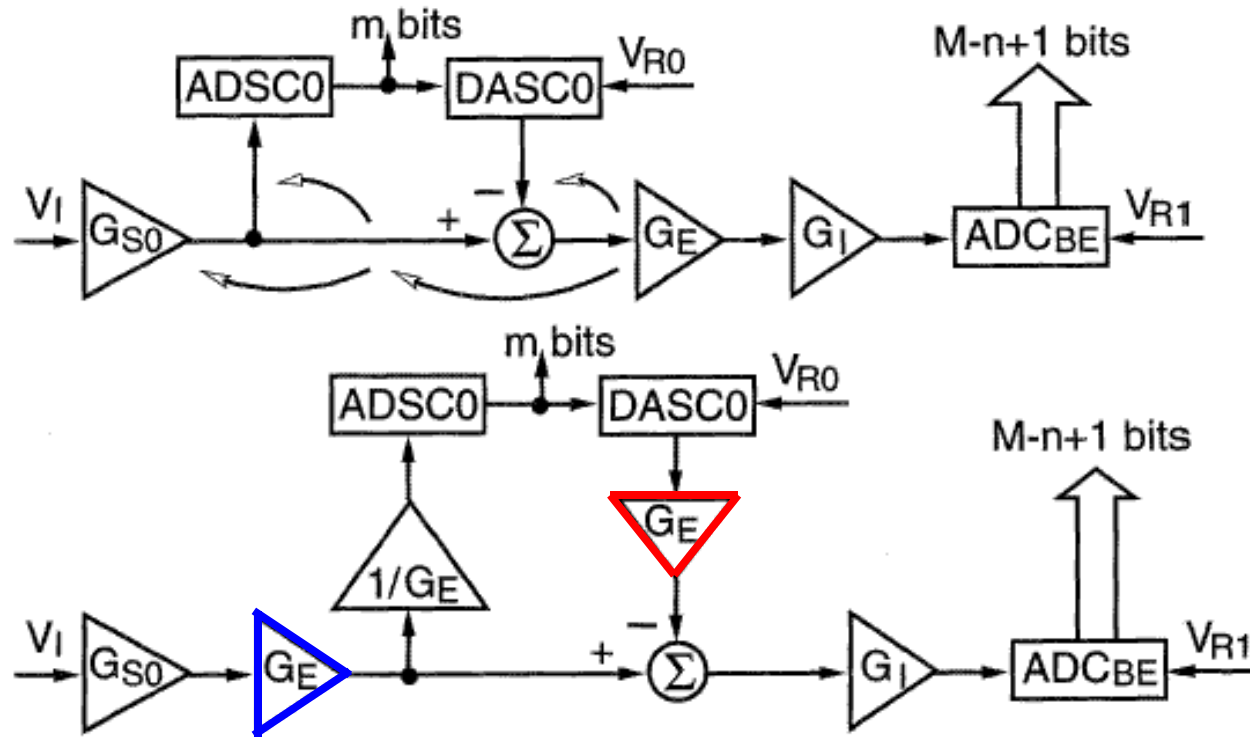 m bits
ADSC0
DASC0
VR0
M-n+1 bits
VI
GS0
−
+
Σ
GE
GI
ADCBE
VR1
m bits
ADSC0
DASC0
VR0
M-n+1 bits
GE
1/GE
VI
GS0
GE
−
+
Σ
GI
ADCBE
VR1